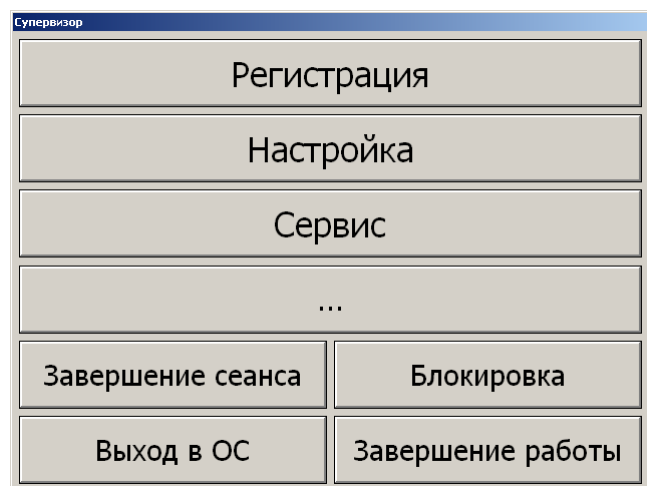 Супервизор
Регистрация
Настройка
Сервис
...
Завершение сеанса
Блокировка
Выход в ОС
Завершение работы